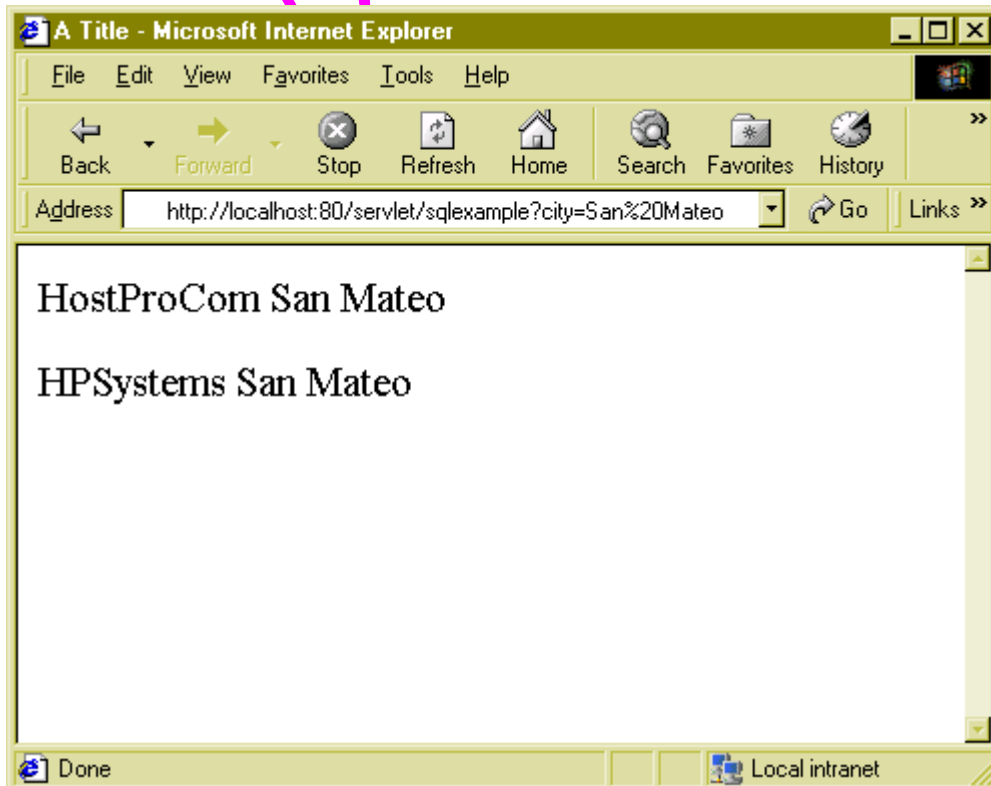 A Title - Microsoft Internet Explorer
File Edit View Favorites Tools Help
Back Forward Stop Refresh Home Search Favorites History »
Address http://localhost:80/servlet/sqlexample?city=San%20Mateo Go Links »
HostProCom San Mateo
HPSystems San Mateo
Done Local intranet